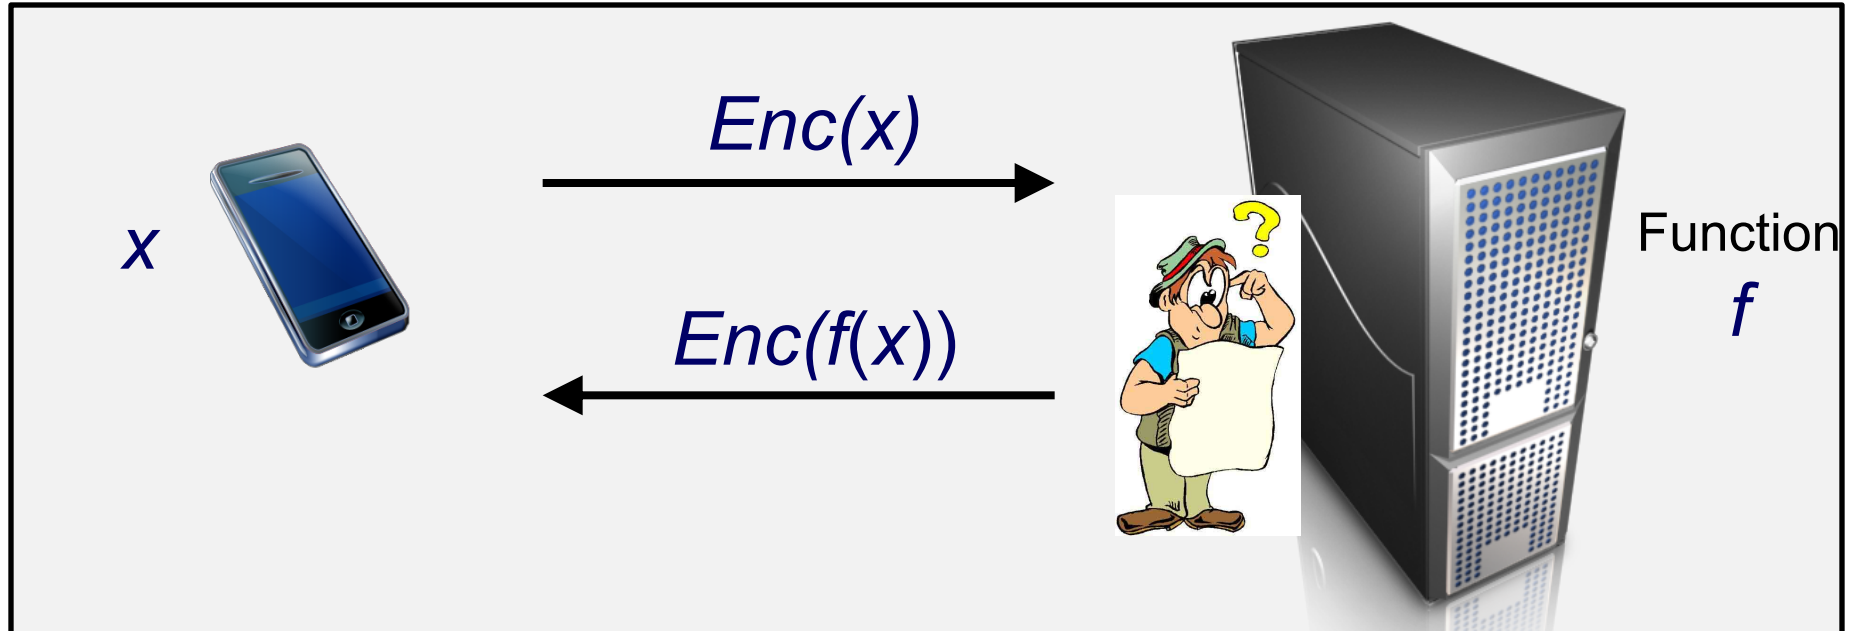 Enc(x)
x
?
Function
f
Enc(f(x))